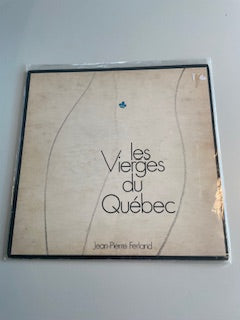 les
Vierges
du
Québec
Jean-Pierre Ferland